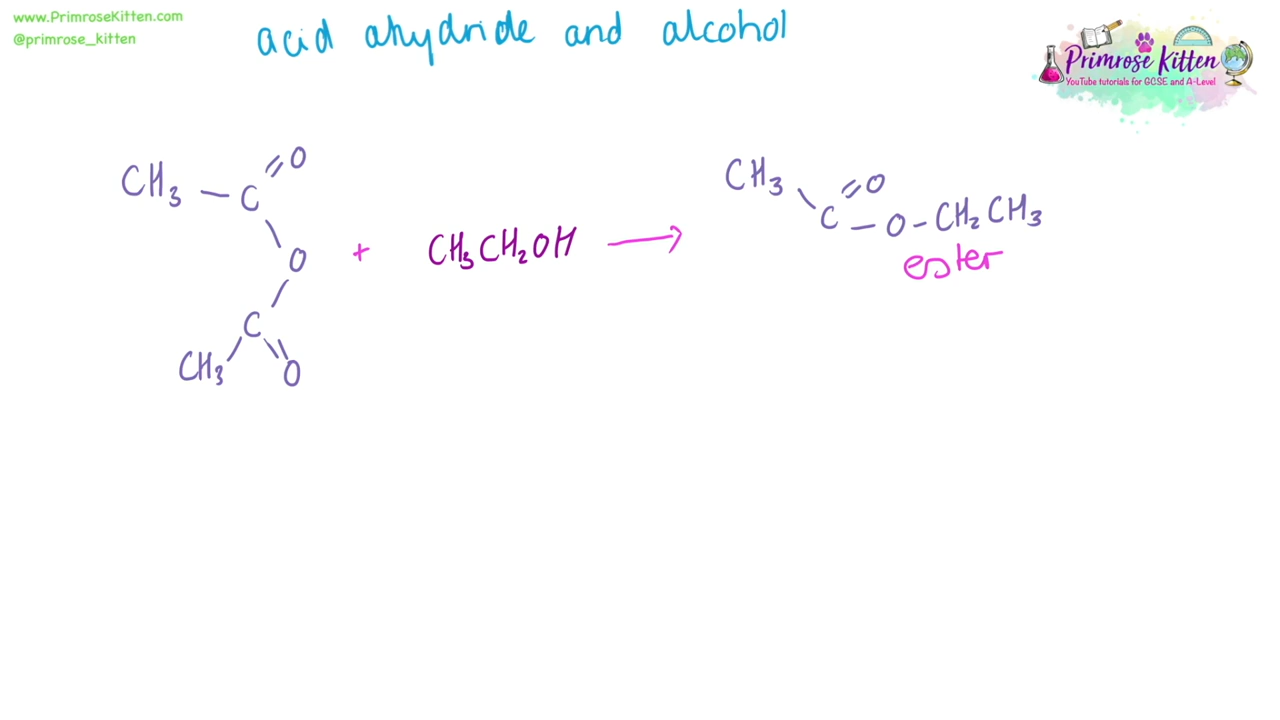 www.PrimroseKitten.com
@primrose_kitten
acid ahydride and alcohol
Primrose Kitten
YouTube tutorials for GCSE and A-Level
CH₃ — C = O
O
C
CH₃ O
+ CH₃CH₂OH →
CH₃
C = O
— O - CH₂CH₃
ester